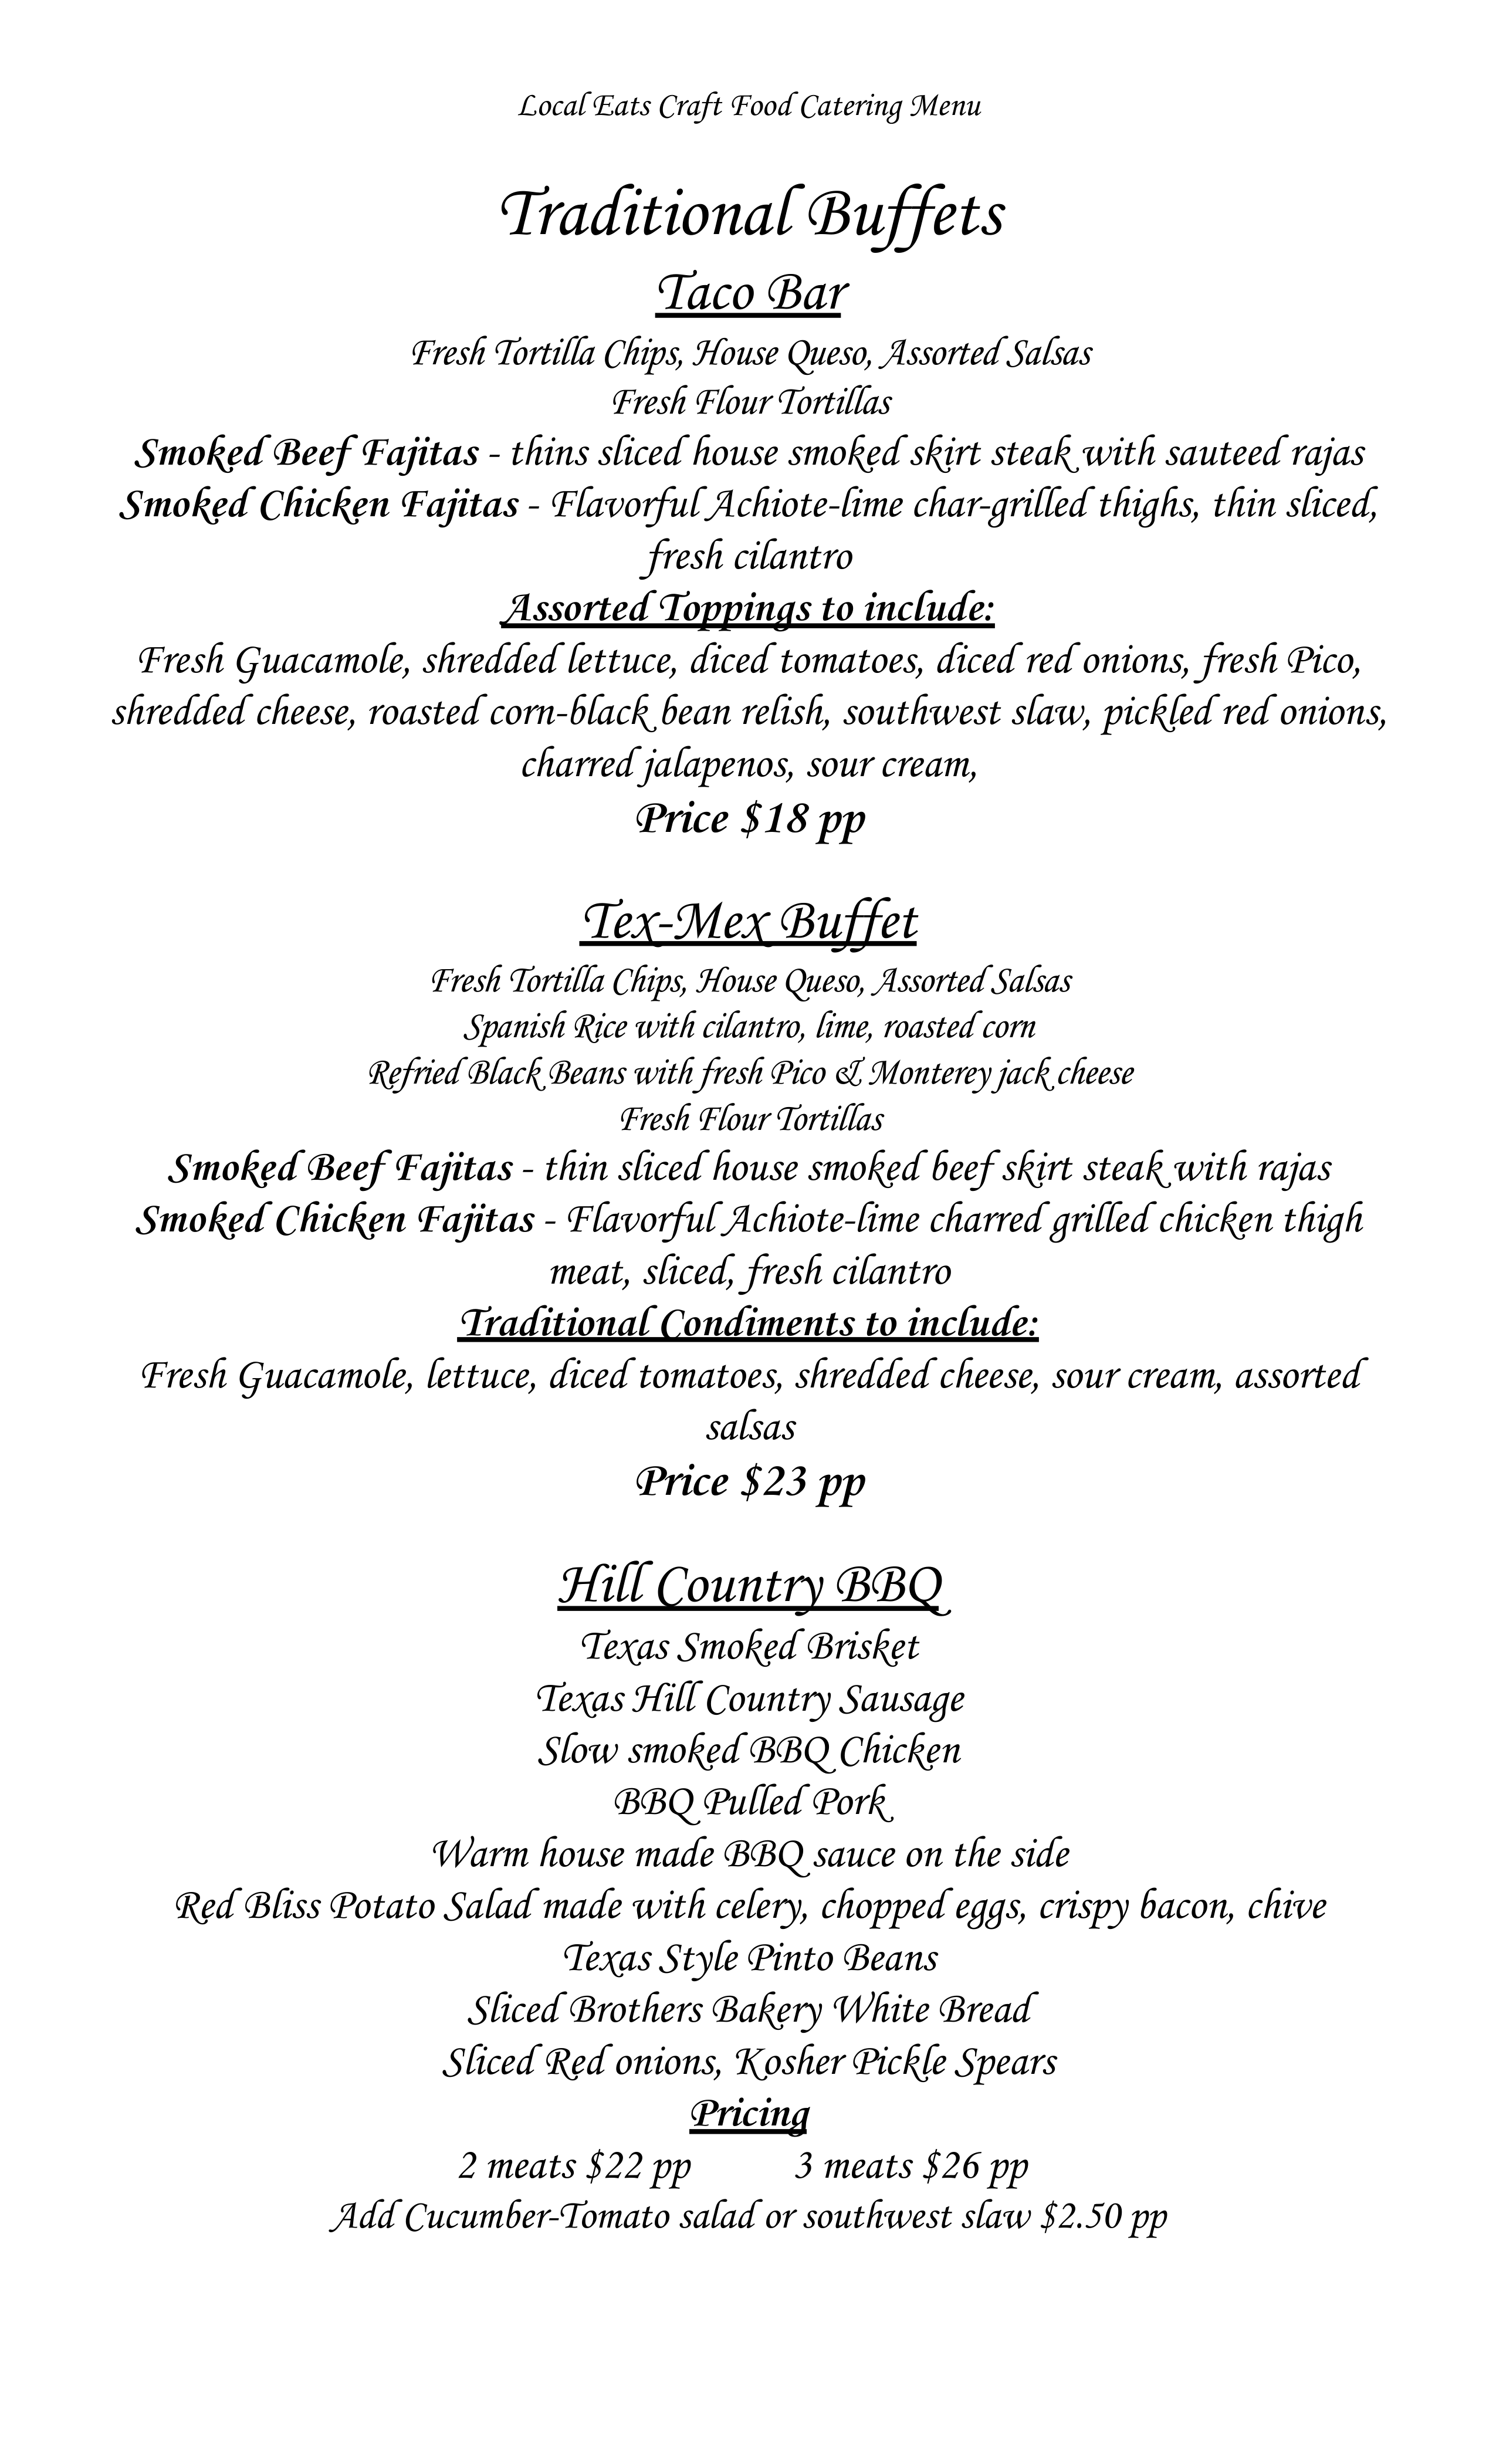 Local Eats Craft Food Catering Menu
Traditional Buffets
Taco Bar
Fresh Tortilla Chips, House Queso, Assorted Salsas
Fresh Flour Tortillas
Smoked Beef Fajitas - thins sliced house smoked skirt steak with sauteed rajas
Smoked Chicken Fajitas - Flavorful Achiote-lime char-grilled thighs, thin sliced,
fresh cilantro
Assorted Toppings to include:
Fresh Guacamole, shredded lettuce, diced tomatoes, diced red onions, fresh Pico,
shredded cheese, roasted corn-black bean relish, southwest slaw, pickled red onions,
charred jalapenos, sour cream,
Price $18 pp
Tex-Mex Buffet
Fresh Tortilla Chips, House Queso, Assorted Salsas
Spanish Rice with cilantro, lime, roasted corn
Refried Black Beans with fresh Pico & Monterey jack cheese
Fresh Flour Tortillas
Smoked Beef Fajitas - thin sliced house smoked beef skirt steak with rajas
Smoked Chicken Fajitas - Flavorful Achiote-lime charred grilled chicken thigh
meat, sliced, fresh cilantro
Traditional Condiments to include:
Fresh Guacamole, lettuce, diced tomatoes, shredded cheese, sour cream, assorted
salsas
Price $23 pp
Hill Country BBQ
Texas Smoked Brisket
Texas Hill Country Sausage
Slow smoked BBQ Chicken
BBQ Pulled Pork
Warm house made BBQ sauce on the side
Red Bliss Potato Salad made with celery, chopped eggs, crispy bacon, chive
Texas Style Pinto Beans
Sliced Brothers Bakery White Bread
Sliced Red onions, Kosher Pickle Spears
Pricing
2 meats $22 pp 3 meats $26 pp
Add Cucumber-Tomato salad or southwest slaw $2.50 pp